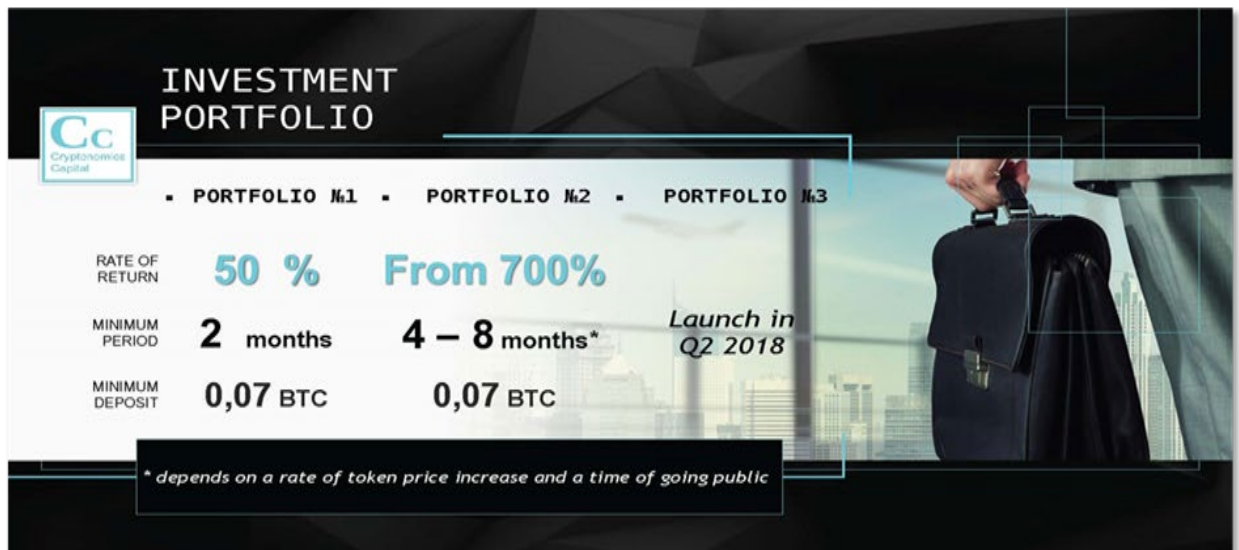 INVESTMENT
PORTFOLIO
Cc
Cryptonomics
Capital
▪ PORTFOLIO №1 ▪ PORTFOLIO №2 ▪ PORTFOLIO №3
RATE OF
RETURN
50 % From 700%
MINIMUM
PERIOD
2 months 4 – 8 months*
Launch in
Q2 2018
MINIMUM
DEPOSIT
0,07 BTC 0,07 BTC
* depends on a rate of token price increase and a time of going public